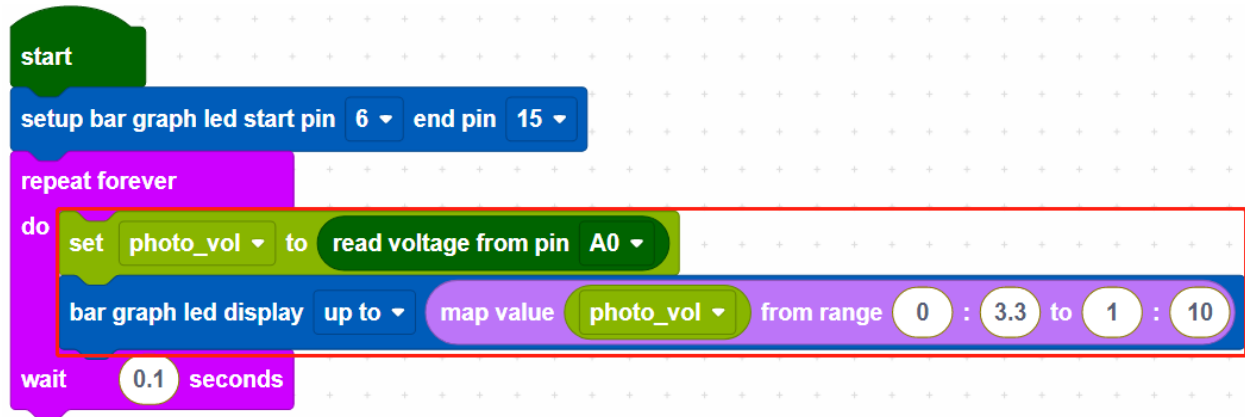 start
setup bar graph led start pin 6 end pin 15
repeat forever
do set photo_vol to read voltage from pin A0
bar graph led display up to map value photo_vol from range 0 : 3.3 to 1 : 10
wait 0.1 seconds